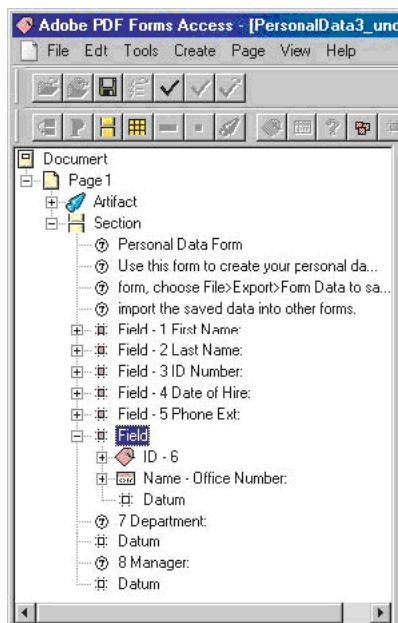 Adobe PDF Forms Access - [PersonalData3_und
File Edit Tools Create Page View Help
Document
Page 1
Artifact
Section
Personal Data Form
Use this form to create your personal da...
form, choose File>Export>Form Data to sa...
import the saved data into other forms.
Field - 1 First Name:
Field - 2 Last Name:
Field - 3 ID Number:
Field - 4 Date of Hire:
Field - 5 Phone Ext:
Field
ID - 6
Name - Office Number:
Datum
7 Department:
Datum
8 Manager:
Datum